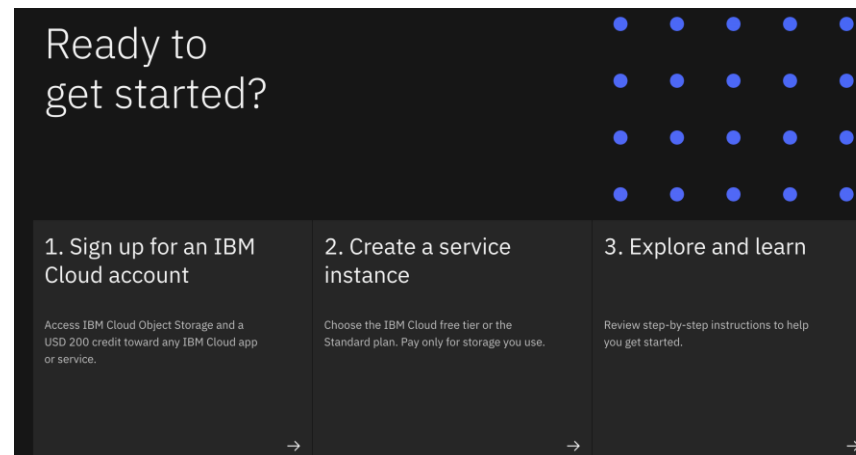 Ready to
get started?
1. Sign up for an IBM
Cloud account
Access IBM Cloud Object Storage and a
USD 200 credit toward any IBM Cloud app
or service.
2. Create a service
instance
Choose the IBM Cloud free tier or the
Standard plan. Pay only for storage you use.
3. Explore and learn
Review step-by-step instructions to help
you get started.